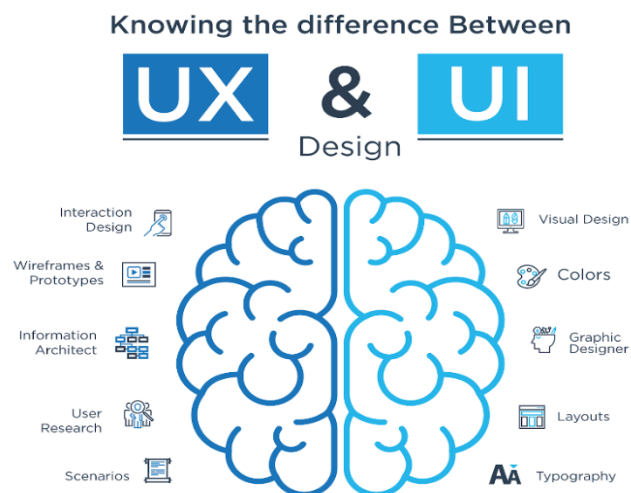 Knowing the difference Between
UX & UI
Design
Interaction
Design
Wireframes &
Prototypes
Information
Architect
User
Research
Scenarios
Visual Design
Colors
Graphic
Designer
Layouts
AA Typography